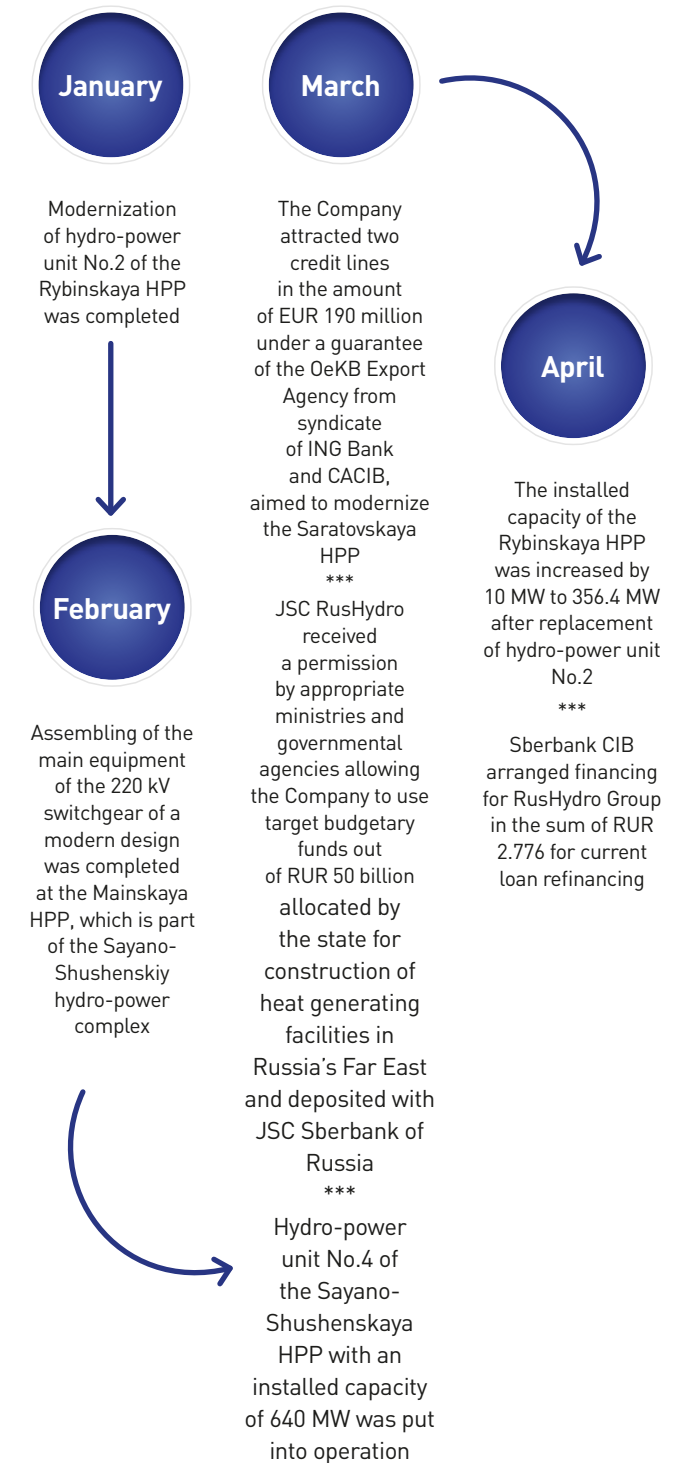 January
Modernization
of hydro-power
unit No.2 of the
Rybinskaya HPP
was completed
February
Assembling of the
main equipment
of the 220 kV
switchgear of a
modern design
was completed
at the Mainskaya
HPP, which is part
of the Sayano-
Shushenskiy
hydro-power
complex
March
The Company
attracted two
credit lines
in the amount
of EUR 190 million
under a guarantee
of the OeKB Export
Agency from
syndicate
of ING Bank
and CACIB,
aimed to modernize
the Saratovskaya
HPP
***
JSC RusHydro
received
a permission
by appropriate
ministries and
governmental
agencies allowing
the Company to use
target budgetary
funds out
of RUR 50 billion
allocated by
the state for
construction of
heat generating
facilities in
Russia's Far East
and deposited with
JSC Sberbank of
Russia
***
Hydro-power
unit No.4 of
the Sayano-
Shushenskaya
HPP with an
installed capacity
of 640 MW was put
into operation
April
The installed
capacity of the
Rybinskaya HPP
was increased by
10 MW to 356.4 MW
after replacement
of hydro-power unit
No.2
***
Sberbank CIB
arranged financing
for RusHydro Group
in the sum of RUR
2.776 for current
loan refinancing